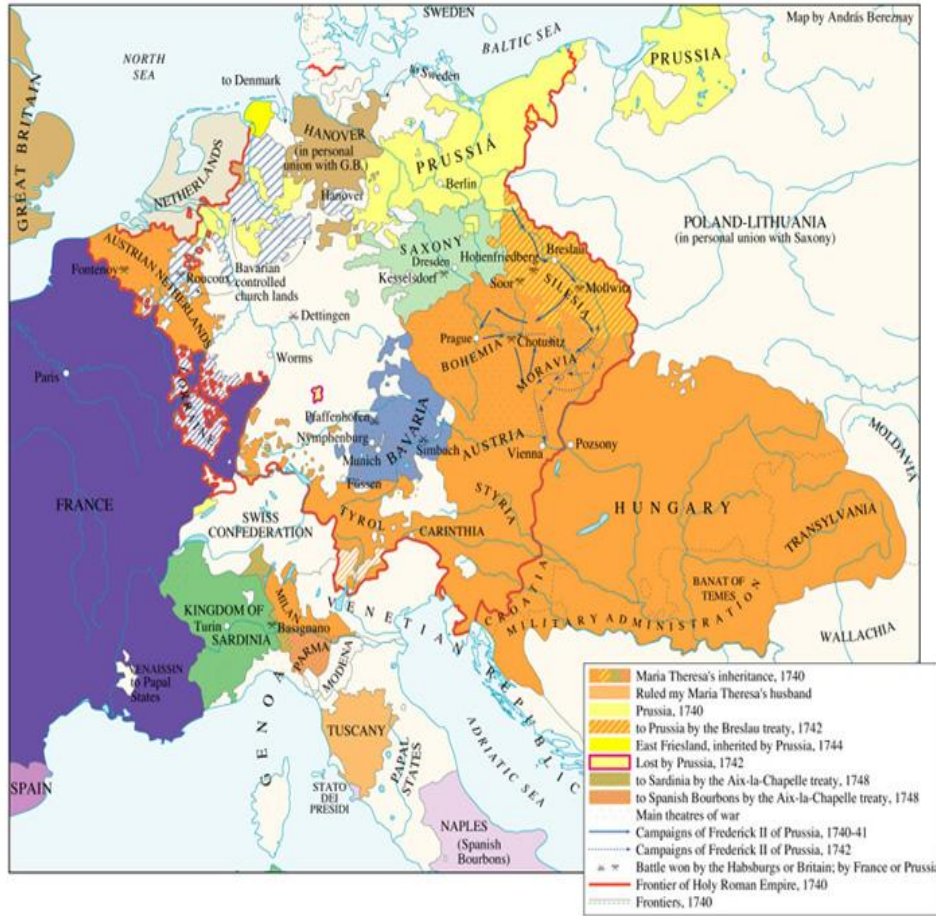 SWEDEN
Map by András Bereznay
BALTIC SEA
NORTH
SEA
to Denmark
to Sweden
PRUSSIA
GREAT BRITAIN
HANOVER
(in personal
union with G.B.)
PRUSSIA
NETHERLANDS
Berlin
Hanover
POLAND-LITHUANIA
(in personal union with Saxony)
SAXONY
Dresden
Hohenfriedberg
Breslau
AUSTRIAN NETHERLANDS
Fontenoy
Roucoux
Bavarian
controlled
church lands
Kesselsdorf
Soor
Mollwitz
SILESIA
Dettingen
Prague
Chotusitz
BOHEMIA
MORAVIA
Worms
Paris
LORRAINE
Pfaffenhofen
Nymphenburg
Munich
BAVARIA
Simbach
Füssen
AUSTRIA
Vienna
Pozsony
MOLDAVIA
FRANCE
SWISS
CONFEDERATION
TYROL
STYRIA
CARINTHIA
HUNGARY
TRANSYLVANIA
BANAT OF
TEMES
CROATIA
MILITARY ADMINISTRATION
WALLACHIA
KINGDOM OF
Turin
SARDINIA
MILAN
Basignano
PARMA
MODENA
VENETIAN REPUBLIC
VENAISSIN
to Papal
States
GENOA
TUSCANY
PAPAL
STATES
ADRIATIC SEA
SPAIN
STATO
DEI
PRESIDI
NAPLES
(Spanish
Bourbons)
Maria Theresa's inheritance, 1740
Ruled my Maria Theresa's husband
Prussia, 1740
to Prussia by the Breslau treaty, 1742
East Friesland, inherited by Prussia, 1744
Lost by Prussia, 1742
to Sardinia by the Aix-la-Chapelle treaty, 1748
to Spanish Bourbons by the Aix-la-Chapelle treaty, 1748
Main theatres of war
Campaigns of Frederick II of Prussia, 1740-41
Campaigns of Frederick II of Prussia, 1742
Battle won by the Habsburgs or Britain; by France or Prussia
Frontier of Holy Roman Empire, 1740
Frontiers, 1740